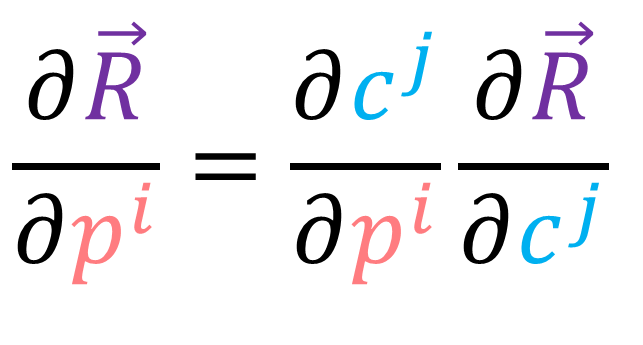 ∂R⃗/∂pⁱ = ∂cʲ/∂pⁱ ∂R⃗/∂cʲ